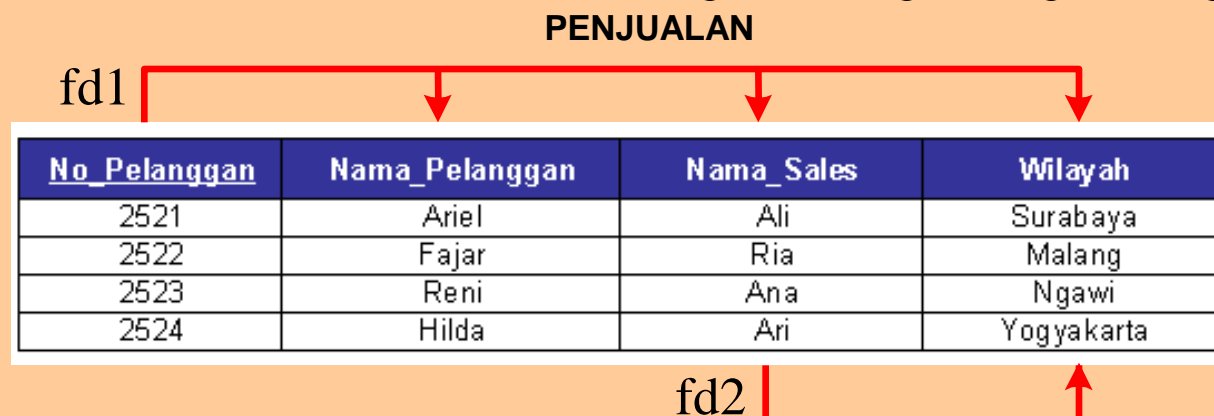 PENJUALAN
fd1
No_Pelanggan Nama_Pelanggan Nama_Sales Wilayah
2521 Ariel Ali Surabaya
2522 Fajar Ria Malang
2523 Reni Ana Ngawi
2524 Hilda Ari Yogyakarta
fd2